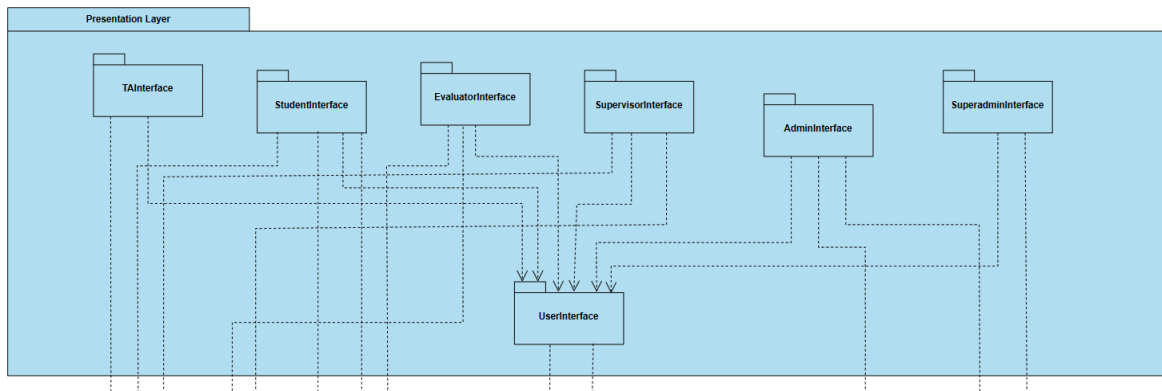 Presentation Layer
TAInterface
StudentInterface
EvaluatorInterface
SupervisorInterface
AdminInterface
SuperadminInterface
UserInterface